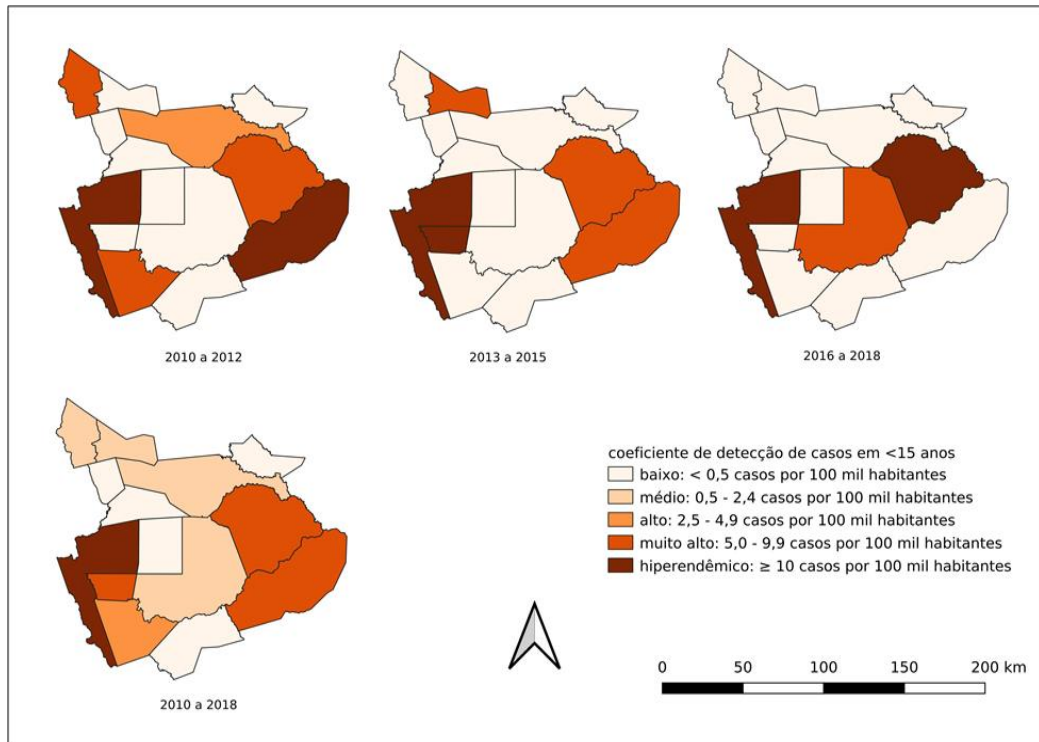 2010 a 2012
2013 a 2015
2016 a 2018
2010 a 2018
coeficiente de detecção de casos em <15 anos
baixo: < 0,5 casos por 100 mil habitantes
médio: 0,5 - 2,4 casos por 100 mil habitantes
alto: 2,5 - 4,9 casos por 100 mil habitantes
muito alto: 5,0 - 9,9 casos por 100 mil habitantes
hiperendêmico: ≥ 10 casos por 100 mil habitantes
0 50 100 150 200 km